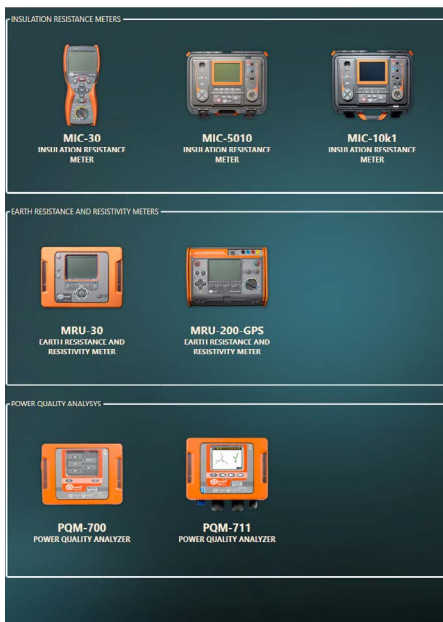 INSULATION RESISTANCE METERS
MIC-30
INSULATION RESISTANCE
METER
MIC-5010
INSULATION RESISTANCE
METER
MIC-10k1
INSULATION RESISTANCE
METER
EARTH RESISTANCE AND RESISTIVITY METERS
MRU-30
EARTH RESISTANCE AND
RESISTIVITY METER
MRU-200-GPS
EARTH RESISTANCE AND
RESISTIVITY METER
POWER QUALITY ANALYSYS
PQM-700
POWER QUALITY ANALYZER
PQM-711
POWER QUALITY ANALYZER